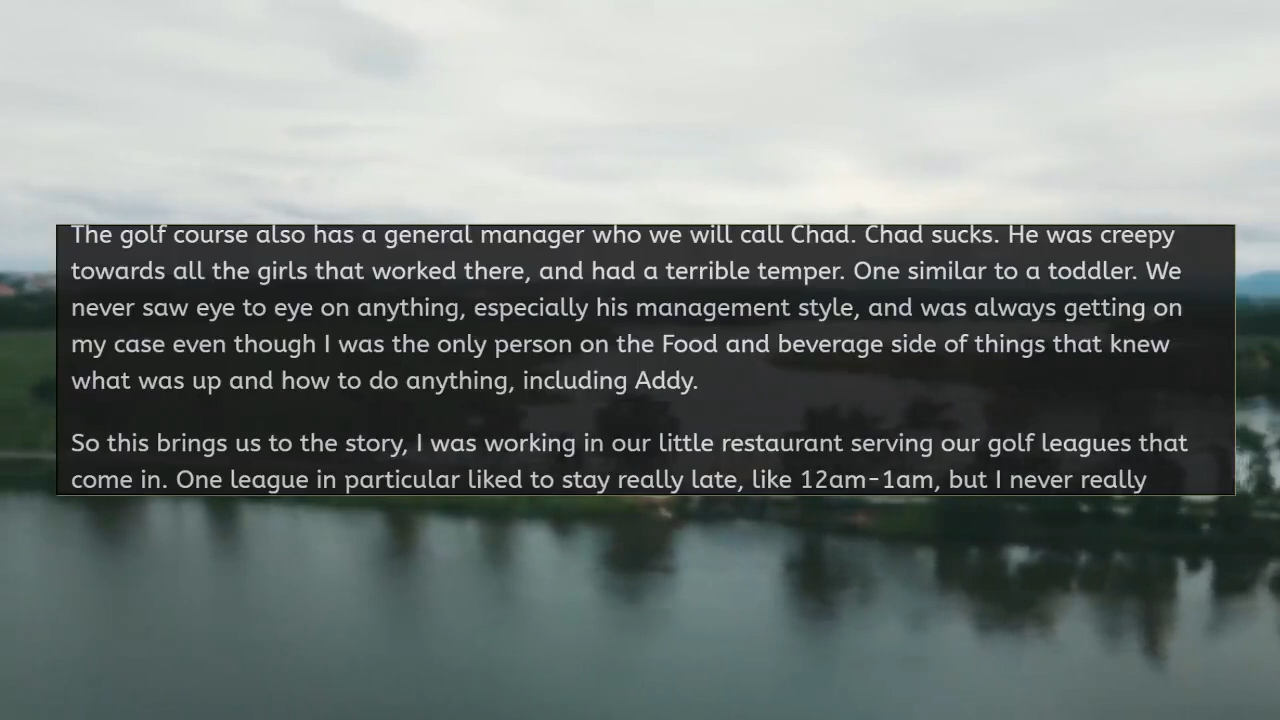 The golf course also has a general manager who we will call Chad. Chad sucks. He was creepy
towards all the girls that worked there, and had a terrible temper. One similar to a toddler. We
never saw eye to eye on anything, especially his management style, and was always getting on
my case even though I was the only person on the Food and beverage side of things that knew
what was up and how to do anything, including Addy.
So this brings us to the story, I was working in our little restaurant serving our golf leagues that
come in. One league in particular liked to stay really late, like 12am-1am, but I never really